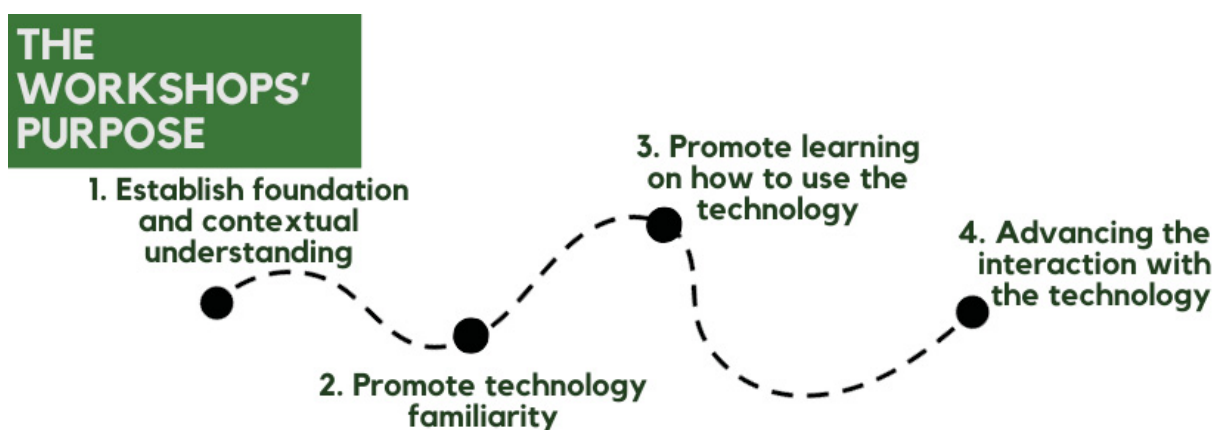 THE
WORKSHOPS’
PURPOSE
1. Establish foundation
and contextual
understanding
2. Promote technology
familiarity
3. Promote learning
on how to use the
technology
4. Advancing the
interaction with
the technology